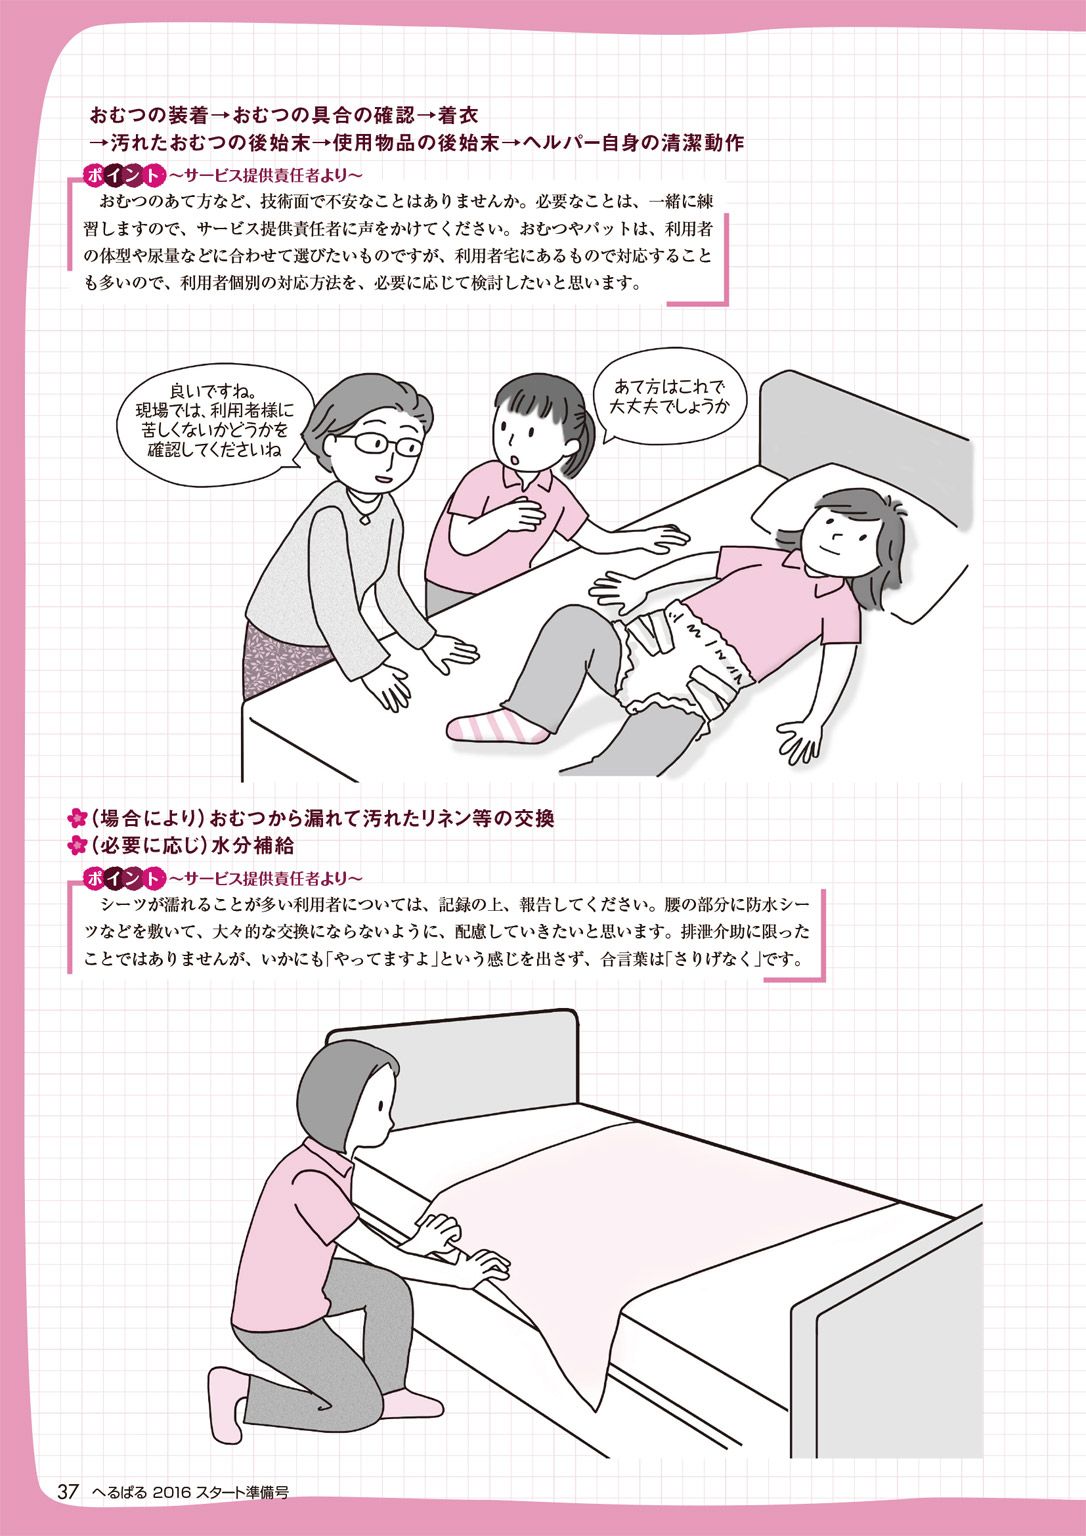 おむつの装着→おむつの具合の確認→着衣
→汚れたおむつの後始末→使用物品の後始末→ヘルパー自身の清潔動作
ポイント ～サービス提供責任者より～
おむつのあて方など、技術面で不安なことはありませんか。必要なことは、一緒に練
習しますので、サービス提供責任者に声をかけてください。おむつやパットは、利用者
の体型や尿量などに合わせて選びたいものですが、利用者宅にあるもので対応すること
も多いので、利用者個別の対応方法を、必要に応じて検討したいと思います。
良いですね。
現場では、利用者様に
苦しくないかどうかを
確認してくださいね
あて方はこれで
大丈夫でしょうか
（場合により）おむつから漏れて汚れたリネン等の交換
（必要に応じ）水分補給
ポイント ～サービス提供責任者より～
シーツが濡れることが多い利用者については、記録の上、報告してください。腰の部分に防水シー
ツなどを敷いて、大々的な交換にならないように、配慮していきたいと思います。排泄介助に限った
ことではありませんが、いかにも「やってますよ」という感じを出さず、合言葉は「さりげなく」です。
37 へるぱる 2016 スタート準備号